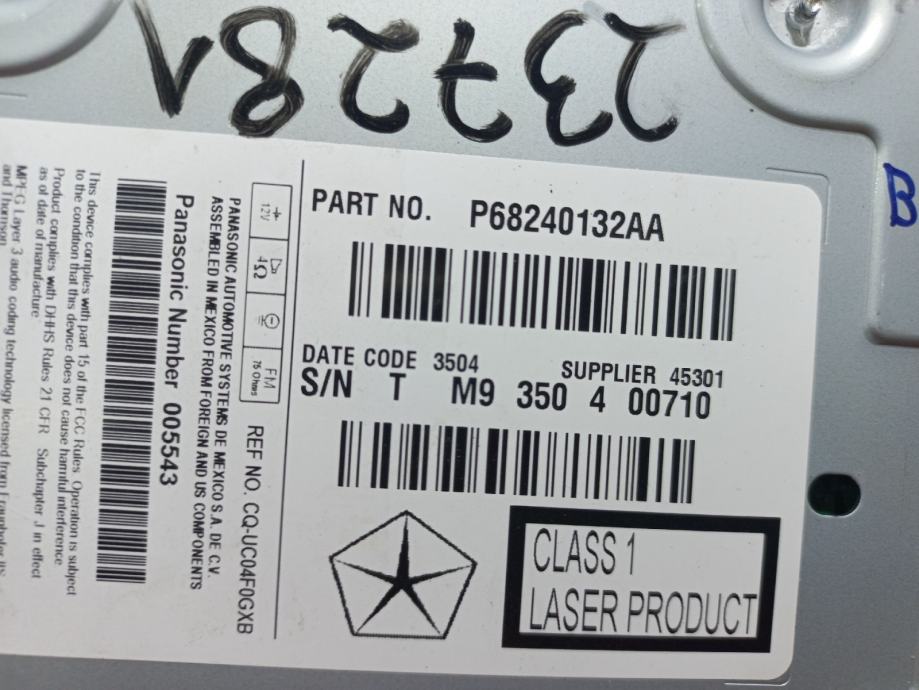 B
PART NO. P68240132AA
DATE CODE 3504 SUPPLIER 45301
S/N T M9 350 4 00710
CLASS 1
LASER PRODUCT
12V
4Ω
FM
75 Ohms
REF NO. CQ-UC04F0GXB
PANASONIC AUTOMOTIVE SYSTEMS DE MEXICO S.A. DE C.V.
ASSEMBLED IN MEXICO FROM FOREIGN AND US COMPONENTS
Panasonic Number 005543
This device complies with part 15 of the FCC Rules. Operation is subject
to the condition that this device does not cause harmful interference
Product complies with DHHS Rules 21 CFR Subchapter J in effect
as of date of manufacture
MPEG Layer 3 audio coding technology licensed from Fraunhofer IIS
and Thomson